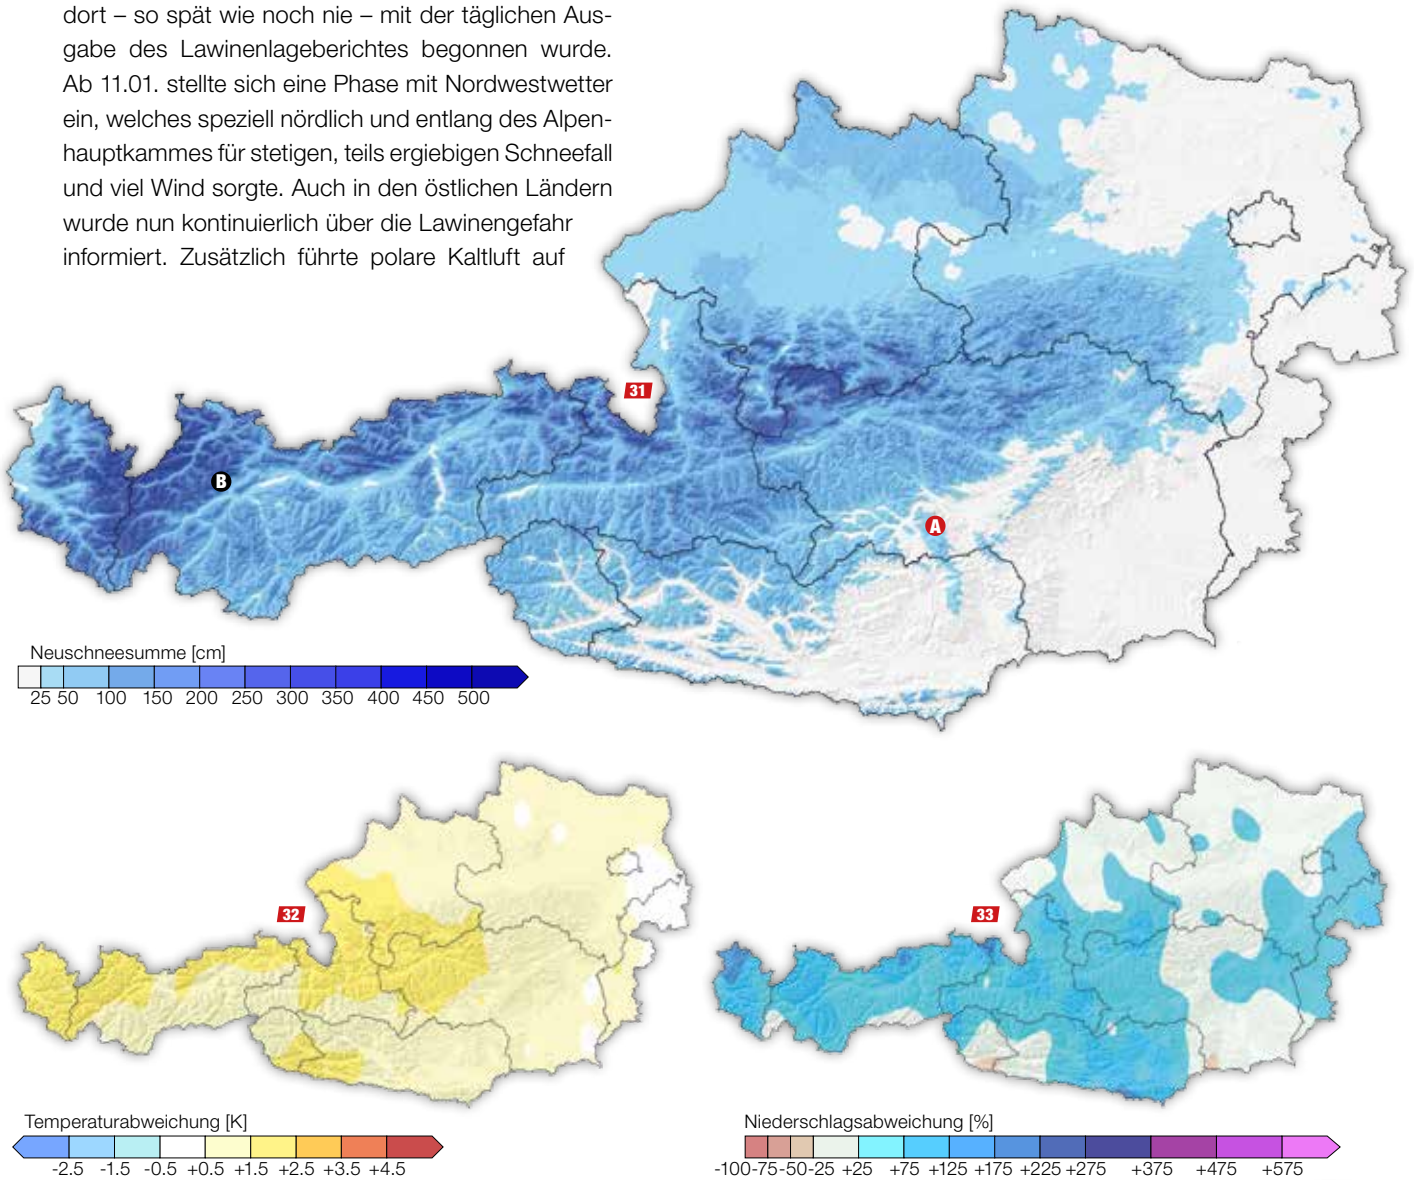 dort – so spät wie noch nie – mit der täglichen Aus-
gabe des Lawinenlageberichtes begonnen wurde.
Ab 11.01. stellte sich eine Phase mit Nordwestwetter
ein, welches speziell nördlich und entlang des Alpen-
hauptkammes für stetigen, teils ergiebigen Schneefall
und viel Wind sorgte. Auch in den östlichen Ländern
wurde nun kontinuierlich über die Lawinengefahr
informiert. Zusätzlich führte polare Kaltluft auf
31
B
A
Neuschneesumme [cm]
25 50 100 150 200 250 300 350 400 450 500
32
33
Temperaturabweichung [K]
-2.5 -1.5 -0.5 +0.5 +1.5 +2.5 +3.5 +4.5
Niederschlagsabweichung [%]
-100 -75 -50 -25 +25 +75 +125 +175 +225 +275 +375 +475 +575